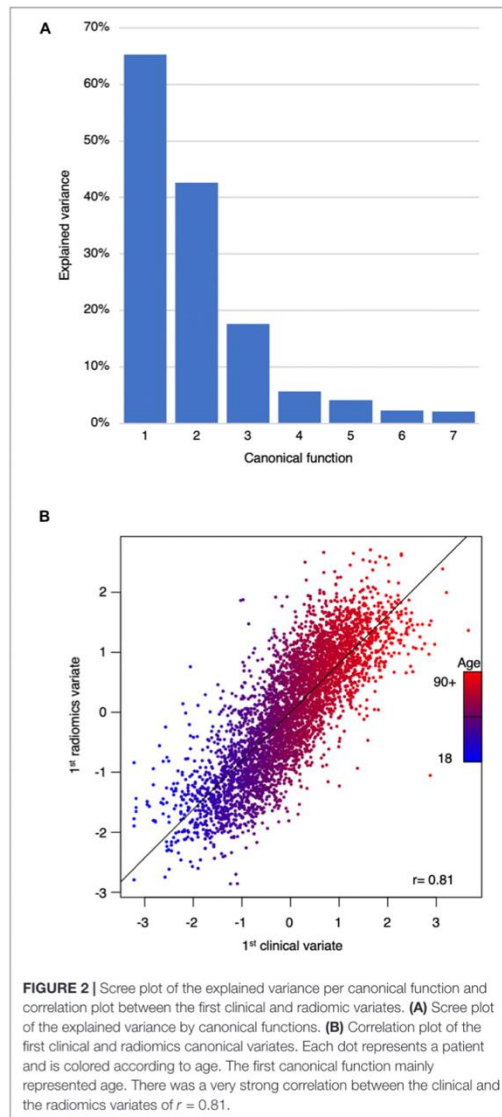 A
70%
60%
50%
40%
30%
20%
10%
0%
Explained variance
1 2 3 4 5 6 7
Canonical function
B
2
1
0
-1
-2
-3
1st radiomics variate
Age
90+
18
r= 0.81
-3 -2 -1 0 1 2 3
1st clinical variate
FIGURE 2 | Scree plot of the explained variance per canonical function and
correlation plot between the first clinical and radiomic variates. (A) Scree plot
of the explained variance by canonical functions. (B) Correlation plot of the
first clinical and radiomics canonical variates. Each dot represents a patient
and is colored according to age. The first canonical function mainly
represented age. There was a very strong correlation between the clinical and
the radiomics variates of r = 0.81.